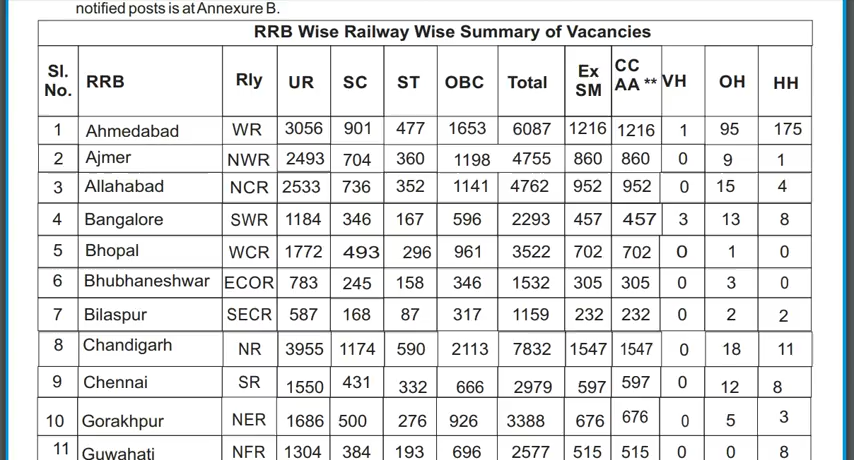 notified posts is at Annexure B.
RRB Wise Railway Wise Summary of Vacancies
Sl. No. RRB Rly UR SC ST OBC Total Ex SM CC AA ** VH OH HH
1 Ahmedabad WR 3056 901 477 1653 6087 1216 1216 1 95 175
2 Ajmer NWR 2493 704 360 1198 4755 860 860 0 9 1
3 Allahabad NCR 2533 736 352 1141 4762 952 952 0 15 4
4 Bangalore SWR 1184 346 167 596 2293 457 457 3 13 8
5 Bhopal WCR 1772 493 296 961 3522 702 702 0 1 0
6 Bhubhaneshwar ECOR 783 245 158 346 1532 305 305 0 3 0
7 Bilaspur SECR 587 168 87 317 1159 232 232 0 2 2
8 Chandigarh NR 3955 1174 590 2113 7832 1547 1547 0 18 11
9 Chennai SR 1550 431 332 666 2979 597 597 0 12 8
10 Gorakhpur NER 1686 500 276 926 3388 676 676 0 5 3
11 Guwahati NFR 1304 384 193 696 2577 515 515 0 0 8